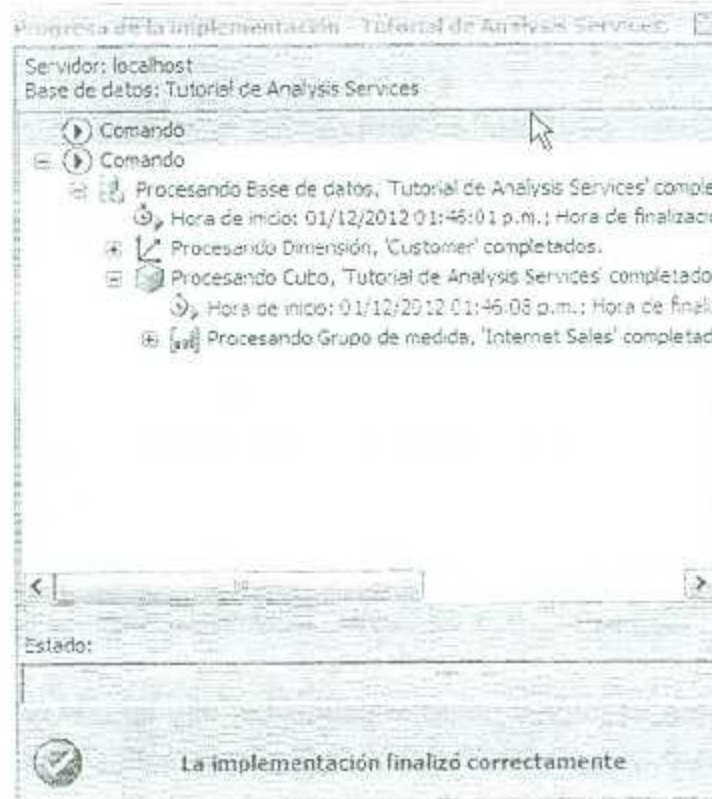 Progreso de la implementación - Tutorial de Analysis Services
Servidor: localhost
Base de datos: Tutorial de Analysis Services
Comando
Comando
Procesando Base de datos, 'Tutorial de Analysis Services' comple
Hora de inicio: 01/12/2012 01:46:01 p.m.; Hora de finalizaci
Procesando Dimensión, 'Customer' completados.
Procesando Cubo, 'Tutorial de Analysis Services' completado
Hora de inicio: 01/12/2012 01:46:03 p.m.; Hora de finali
Procesando Grupo de medida, 'Internet Sales' completad
Estado:
La implementación finalizó correctamente